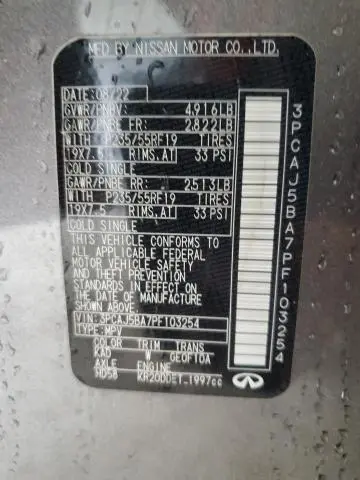 MFD BY NISSAN MOTOR CO.,LTD.
DATE: 08/22
GVWR/PNBV: 4916LB
GAWR/PNBE FR: 2822LB
WITH P235/55RF19 TIRES
19X7.5 RIMS,AT 33 PSI
COLD SINGLE
GAWR/PNBE RR: 2513LB
WITH P235/55RF19 TIRES
19X7.5 RIMS,AT 33 PSI
COLD SINGLE
THIS VEHICLE CONFORMS TO
ALL APPLICABLE FEDERAL
MOTOR VEHICLE SAFETY
AND THEFT PREVENTION
STANDARDS IN EFFECT ON
THE DATE OF MANUFACTURE
SHOWN ABOVE.
VIN:3PCAJ5BA7PF103254
TYPE:MPV
COLOR TRIM TRANS
KAD W GEOF10A
AXLE ENGINE
HD58 KR20DDET 1997cc
3PCAJ5BA7PF103254